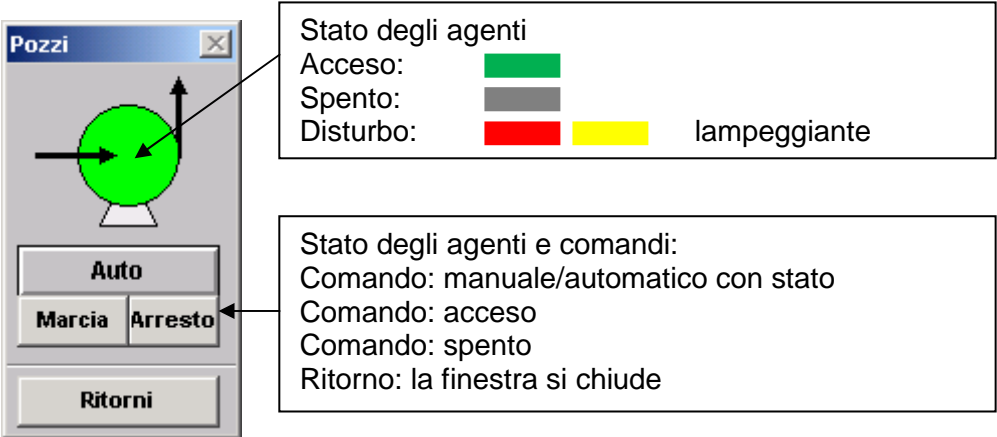 Pozzi
Auto
Marcia Arresto
Ritorni
Stato degli agenti
Acceso:
Spento:
Disturbo: lampeggiante
Stato degli agenti e comandi:
Comando: manuale/automatico con stato
Comando: acceso
Comando: spento
Ritorno: la finestra si chiude